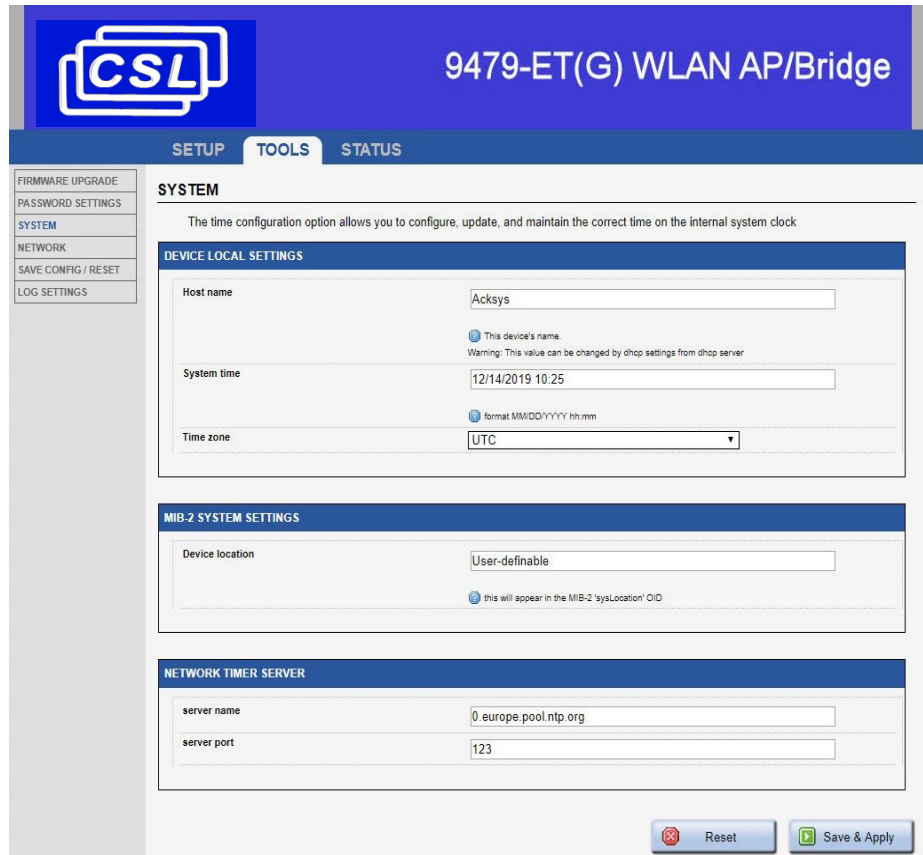 CSL
9479-ET(G) WLAN AP/Bridge
SETUP TOOLS STATUS
FIRMWARE UPGRADE
PASSWORD SETTINGS
SYSTEM
NETWORK
SAVE CONFIG / RESET
LOG SETTINGS
SYSTEM
The time configuration option allows you to configure, update, and maintain the correct time on the internal system clock
DEVICE LOCAL SETTINGS
Host name
Acksys
This device's name.
Warning: This value can be changed by dhcp settings from dhcp server
System time
12/14/2019 10:25
format MM/DD/YYYY hh:mm
Time zone
UTC
MIB-2 SYSTEM SETTINGS
Device location
User-definable
this will appear in the MIB-2 'sysLocation' OID
NETWORK TIMER SERVER
server name
0.europe.pool.ntp.org
server port
123
Reset
Save & Apply